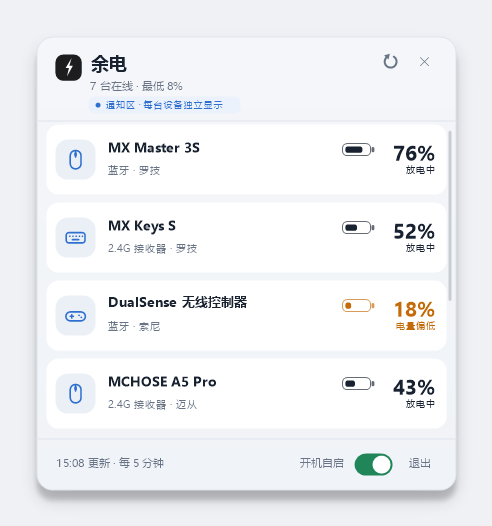 余电
7 台在线 · 最低 8%
通知区 · 每台设备独立显示
MX Master 3S
蓝牙 · 罗技
76%
放电中
MX Keys S
2.4G 接收器 · 罗技
52%
放电中
DualSense 无线控制器
蓝牙 · 索尼
18%
电量偏低
MCHOSE A5 Pro
2.4G 接收器 · 迈从
43%
放电中
15:08 更新 · 每 5 分钟
开机自启
退出